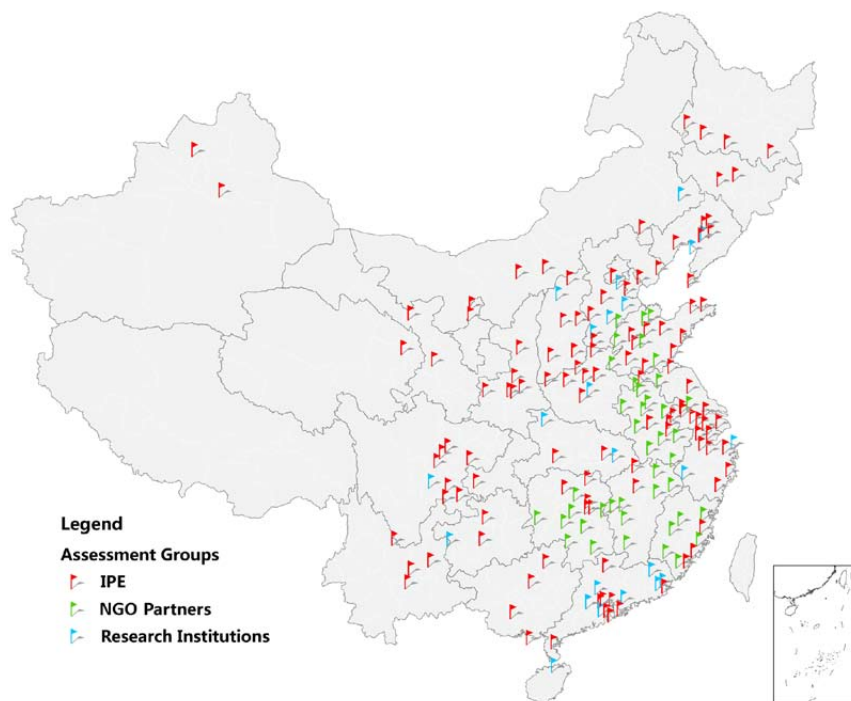 Legend
Assessment Groups
IPE
NGO Partners
Research Institutions